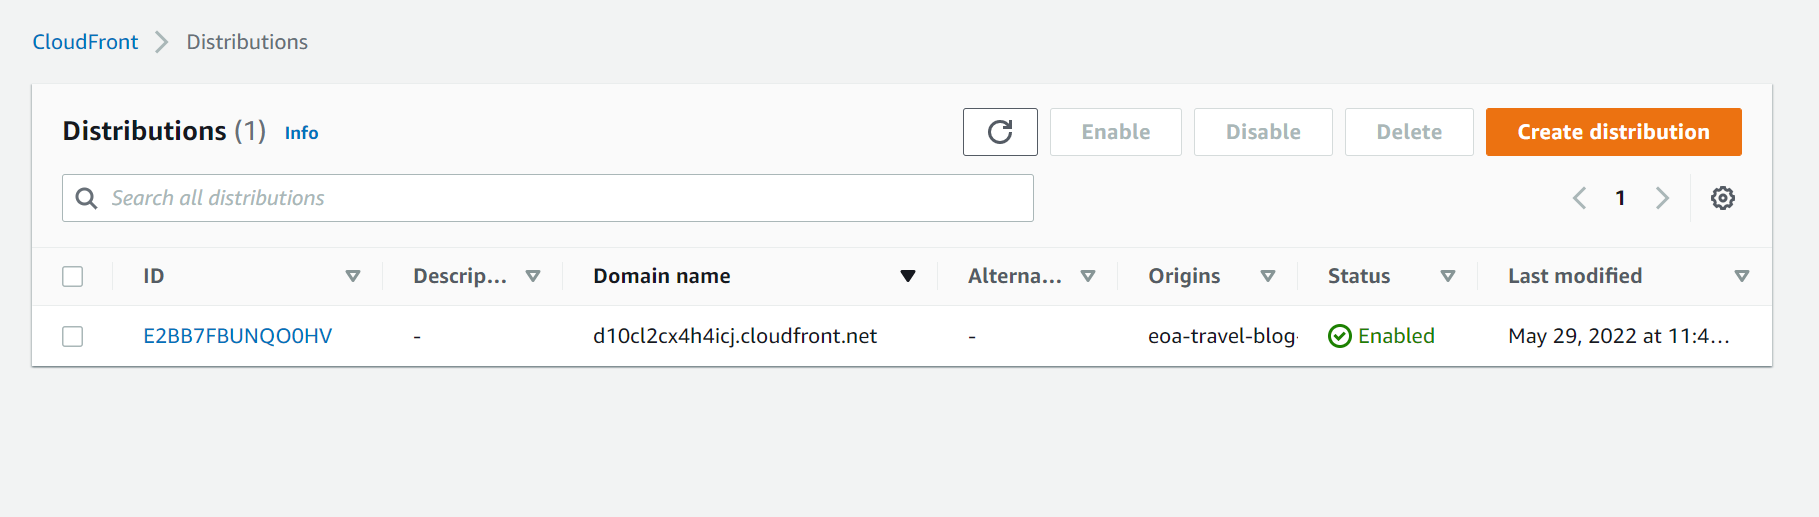 CloudFront Distributions
Distributions (1) Info
Enable Disable Delete Create distribution
Search all distributions
1
ID Descrip... Domain name Alterna... Origins Status Last modified
E2BB7FBUNQO0HV - d10cl2cx4h4icj.cloudfront.net - eoa-travel-blog- Enabled May 29, 2022 at 11:4...